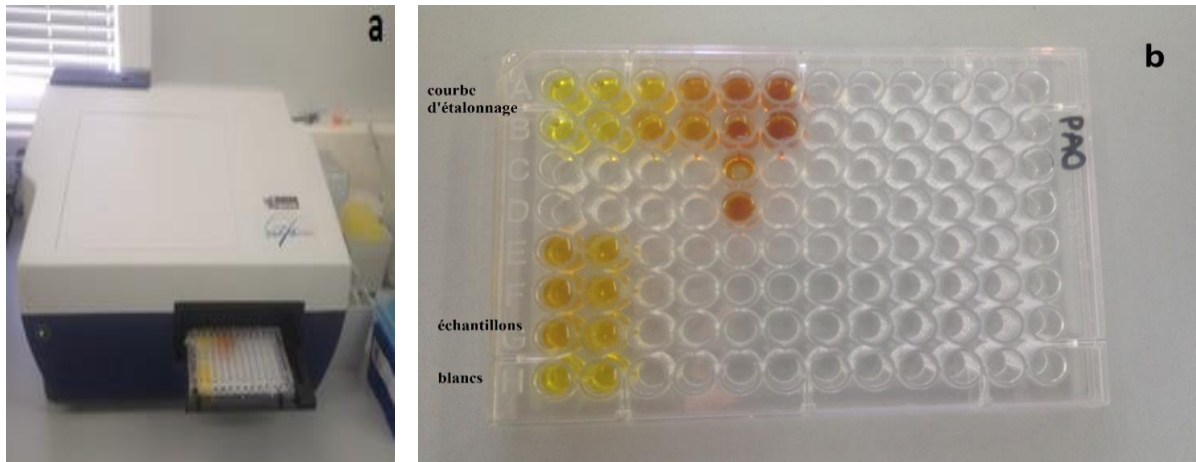 a
b
courbe
d'étalonnage
A
B
C
D
E
F
G
H
PAO
échantillons
blancs